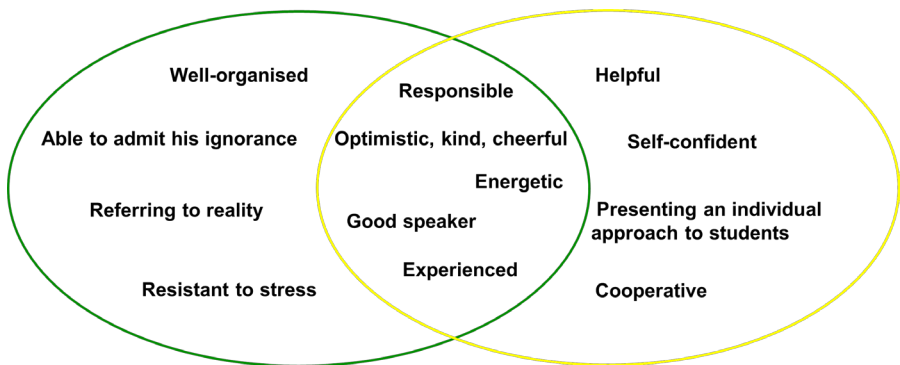 Well-organised
Able to admit his ignorance
Referring to reality
Resistant to stress
Responsible
Optimistic, kind, cheerful
Energetic
Good speaker
Experienced
Helpful
Self-confident
Presenting an individual
approach to students
Cooperative